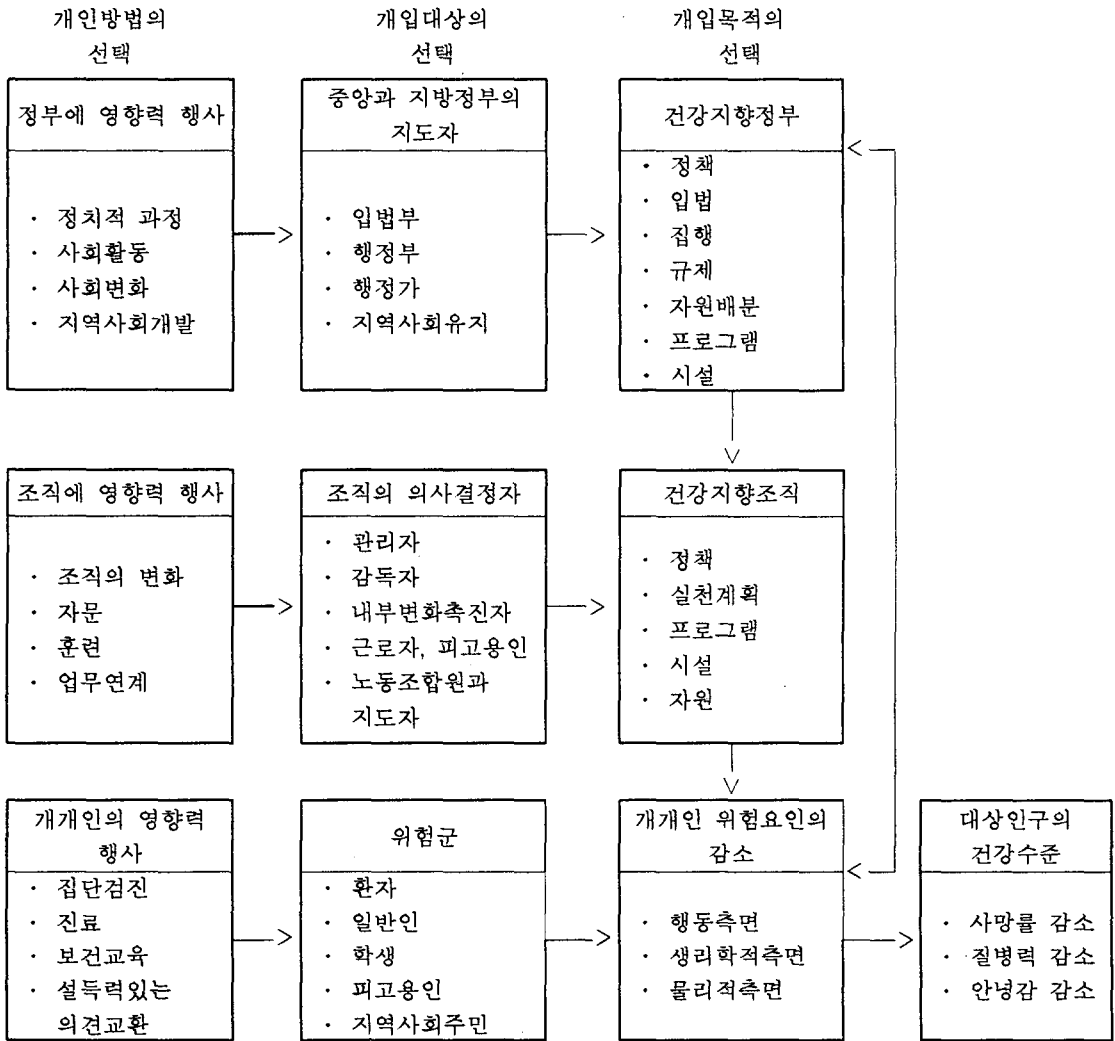 개인방법의
선택
개입대상의
선택
개입목적의
선택
정부에 영향력 행사
· 정치적 과정
· 사회활동
· 사회변화
· 지역사회개발
중앙과 지방정부의
지도자
· 입법부
· 행정부
· 행정가
· 지역사회유지
건강지향정부
· 정책
· 입법
· 집행
· 규제
· 자원배분
· 프로그램
· 시설
조직에 영향력 행사
· 조직의 변화
· 자문
· 훈련
· 업무연계
조직의 의사결정자
· 관리자
· 감독자
· 내부변화촉진자
· 근로자, 피고용인
· 노동조합원과
지도자
건강지향조직
· 정책
· 실천계획
· 프로그램
· 시설
· 자원
개개인의 영향력
행사
· 집단검진
· 진료
· 보건교육
· 설득력있는
의견교환
위험군
· 환자
· 일반인
· 학생
· 피고용인
· 지역사회주민
개개인 위험요인의
감소
· 행동측면
· 생리학적측면
· 물리적측면
대상인구의
건강수준
· 사망률 감소
· 질병력 감소
· 안녕감 감소